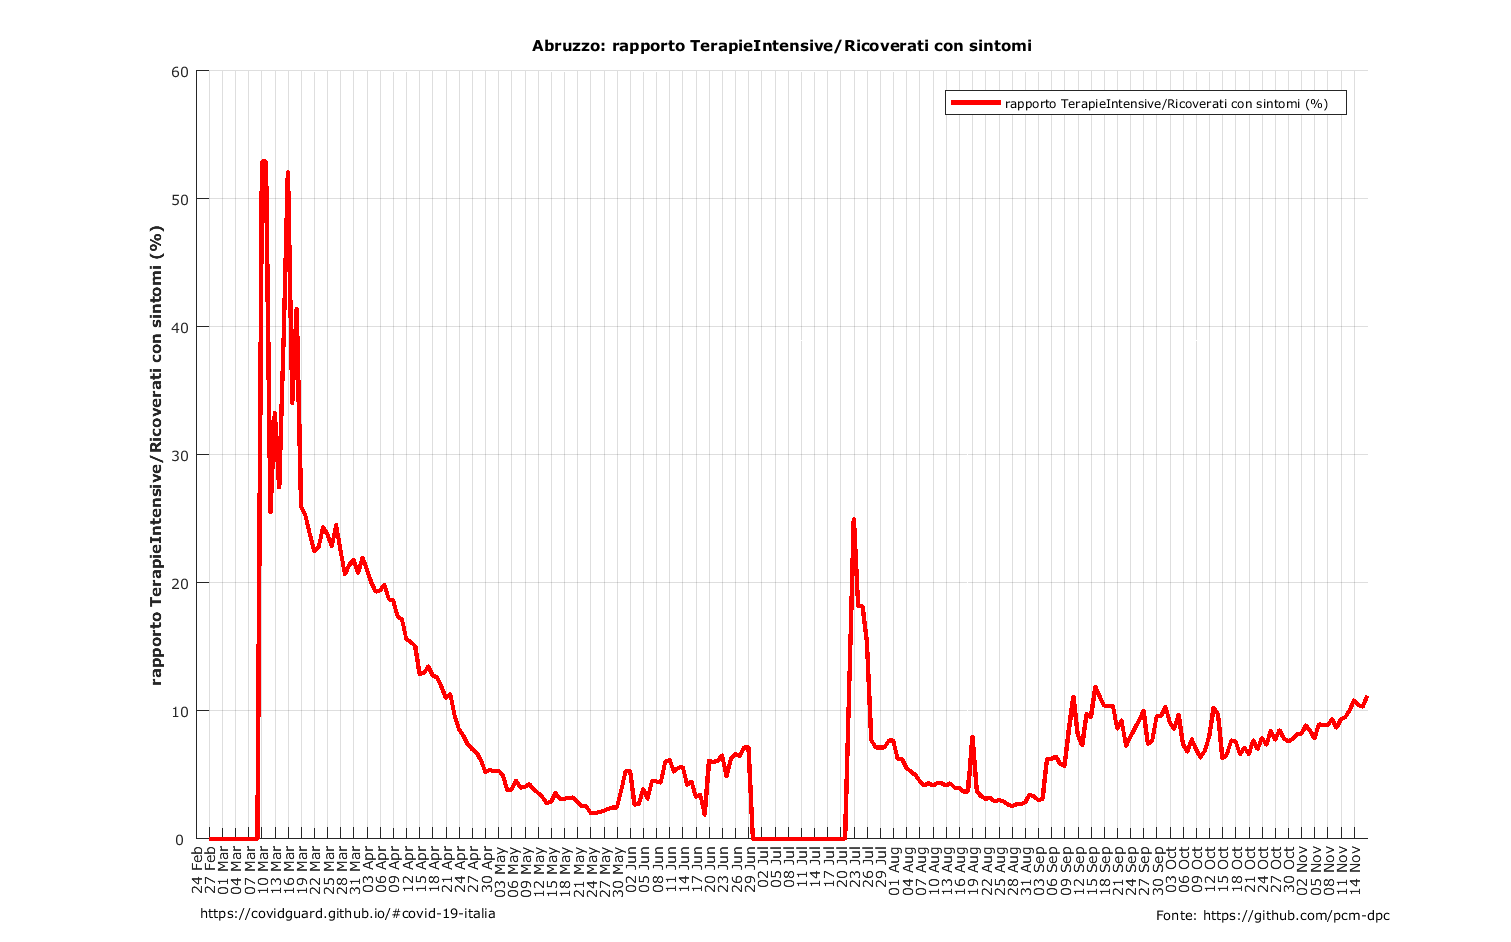 Abruzzo: rapporto TerapieIntensive/Ricoverati con sintomi
rapporto TerapieIntensive/Ricoverati con sintomi (%)
rapporto TerapieIntensive/Ricoverati con sintomi (%)
60
50
40
30
20
10
0
24 Feb
27 Feb
01 Mar
04 Mar
07 Mar
10 Mar
13 Mar
16 Mar
19 Mar
22 Mar
25 Mar
28 Mar
31 Mar
03 Apr
06 Apr
09 Apr
12 Apr
15 Apr
18 Apr
21 Apr
24 Apr
27 Apr
30 Apr
03 May
06 May
09 May
12 May
15 May
18 May
21 May
24 May
27 May
30 May
02 Jun
05 Jun
08 Jun
11 Jun
14 Jun
17 Jun
20 Jun
23 Jun
26 Jun
29 Jun
02 Jul
05 Jul
08 Jul
11 Jul
14 Jul
17 Jul
20 Jul
23 Jul
26 Jul
29 Jul
01 Aug
04 Aug
07 Aug
10 Aug
13 Aug
16 Aug
19 Aug
22 Aug
25 Aug
28 Aug
31 Aug
03 Sep
06 Sep
09 Sep
12 Sep
15 Sep
18 Sep
21 Sep
24 Sep
27 Sep
30 Sep
03 Oct
06 Oct
09 Oct
12 Oct
15 Oct
18 Oct
21 Oct
24 Oct
27 Oct
30 Oct
02 Nov
05 Nov
08 Nov
11 Nov
14 Nov
https://covidguard.github.io/#covid-19-italia
Fonte: https://github.com/pcm-dpc